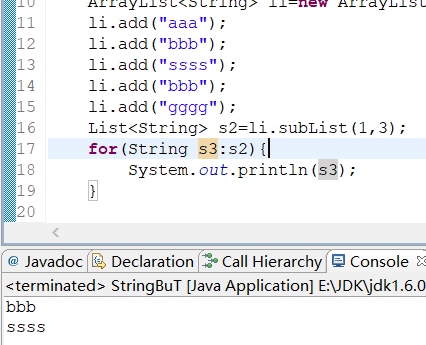 10 ArrayList<String> li=new ArrayList
11 li.add("aaa");
12 li.add("bbb");
13 li.add("ssss");
14 li.add("bbb");
15 li.add("gggg");
16 List<String> s2=li.subList(1,3);
17 for(String s3:s2){
18 System.out.println(s3);
19 }
20
@ Javadoc Declaration Call Hierarchy Console
<terminated> StringBuT [Java Application] E:\JDK\jdk1.6.0
bbb
ssss